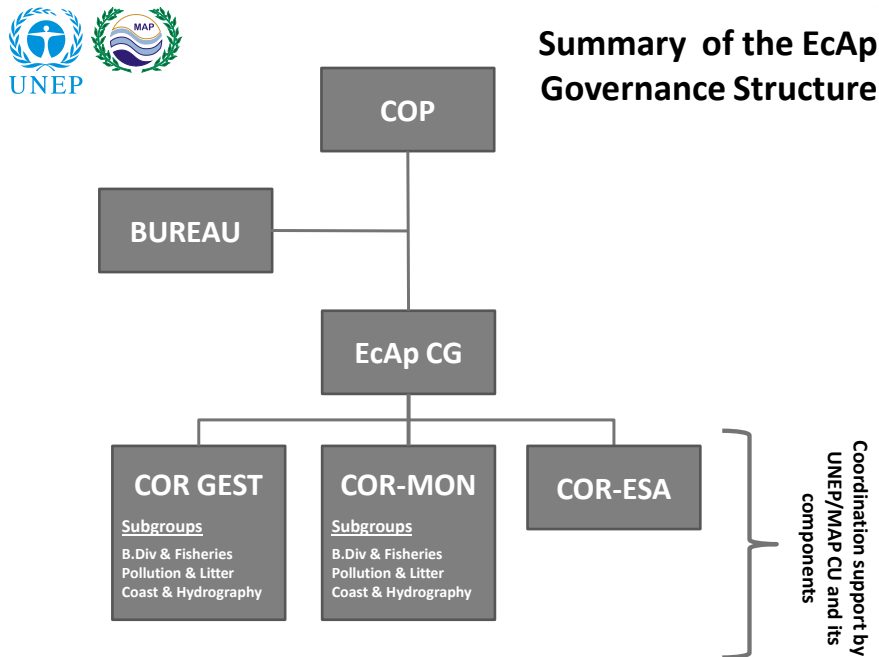 UNEP
MAP
Summary of the EcAp
Governance Structure
COP
BUREAU
EcAp CG
COR GEST
Subgroups
B.Div & Fisheries
Pollution & Litter
Coast & Hydrography
COR-MON
Subgroups
B.Div & Fisheries
Pollution & Litter
Coast & Hydrography
COR-ESA
Coordination support by
UNEP/MAP CU and its
components